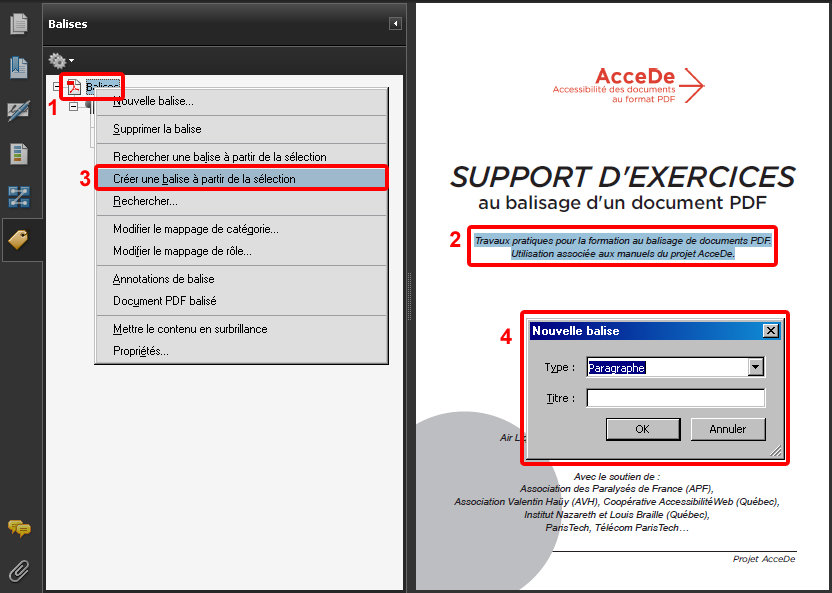 Balises
1
Balises
Nouvelle balise...
Supprimer la balise
Rechercher une balise à partir de la sélection
3
Créer une balise à partir de la sélection
Rechercher...
Modifier le mappage de catégorie...
Modifier le mappage de rôle...
Annotations de balise
Document PDF balisé
Mettre le contenu en surbrillance
Propriétés...
AcceDe
Accessibilité des documents
au format PDF
SUPPORT D'EXERCICES
au balisage d'un document PDF
2
Travaux pratiques pour la formation au balisage de documents PDF.
Utilisation associée aux manuels du projet AcceDe.
4
Nouvelle balise
Type :
Paragraphe
Titre :
OK
Annuler
Air
Avec le soutien de :
Association des Paralysés de France (APF),
Association Valentin Haüy (AVH), Coopérative AccessibilitéWeb (Québec),
Institut Nazareth et Louis Braille (Québec),
ParisTech, Télécom ParisTech...
Projet AcceDe